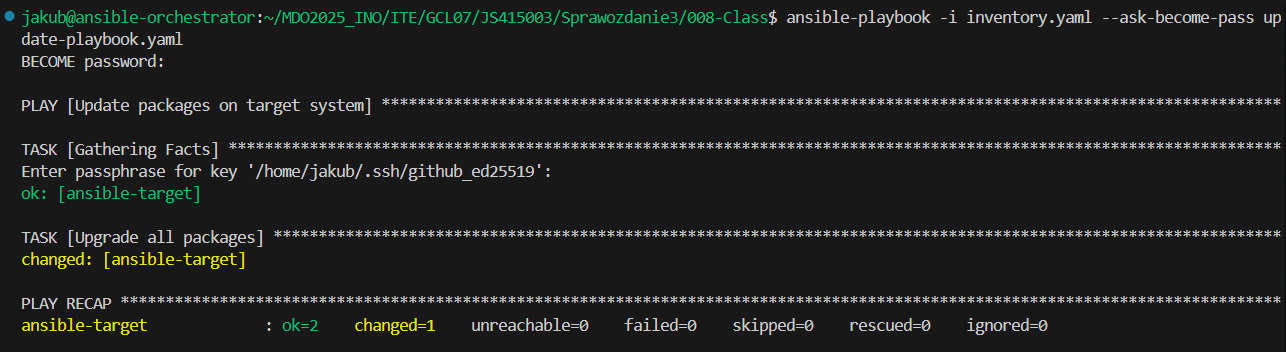 jakub@ansible-orchestrator:~/MDO2025_INO/ITE/GCL07/JS415003/Sprawozdanie3/008-Class$ ansible-playbook -i inventory.yaml --ask-become-pass up
date-playbook.yaml
BECOME password:
PLAY [Update packages on target system] ****************************************************************************************************
TASK [Gathering Facts] *********************************************************************************************************************
Enter passphrase for key '/home/jakub/.ssh/github_ed25519':
ok: [ansible-target]
TASK [Upgrade all packages] ****************************************************************************************************************
changed: [ansible-target]
PLAY RECAP *********************************************************************************************************************************
ansible-target             : ok=2    changed=1    unreachable=0    failed=0    skipped=0    rescued=0    ignored=0